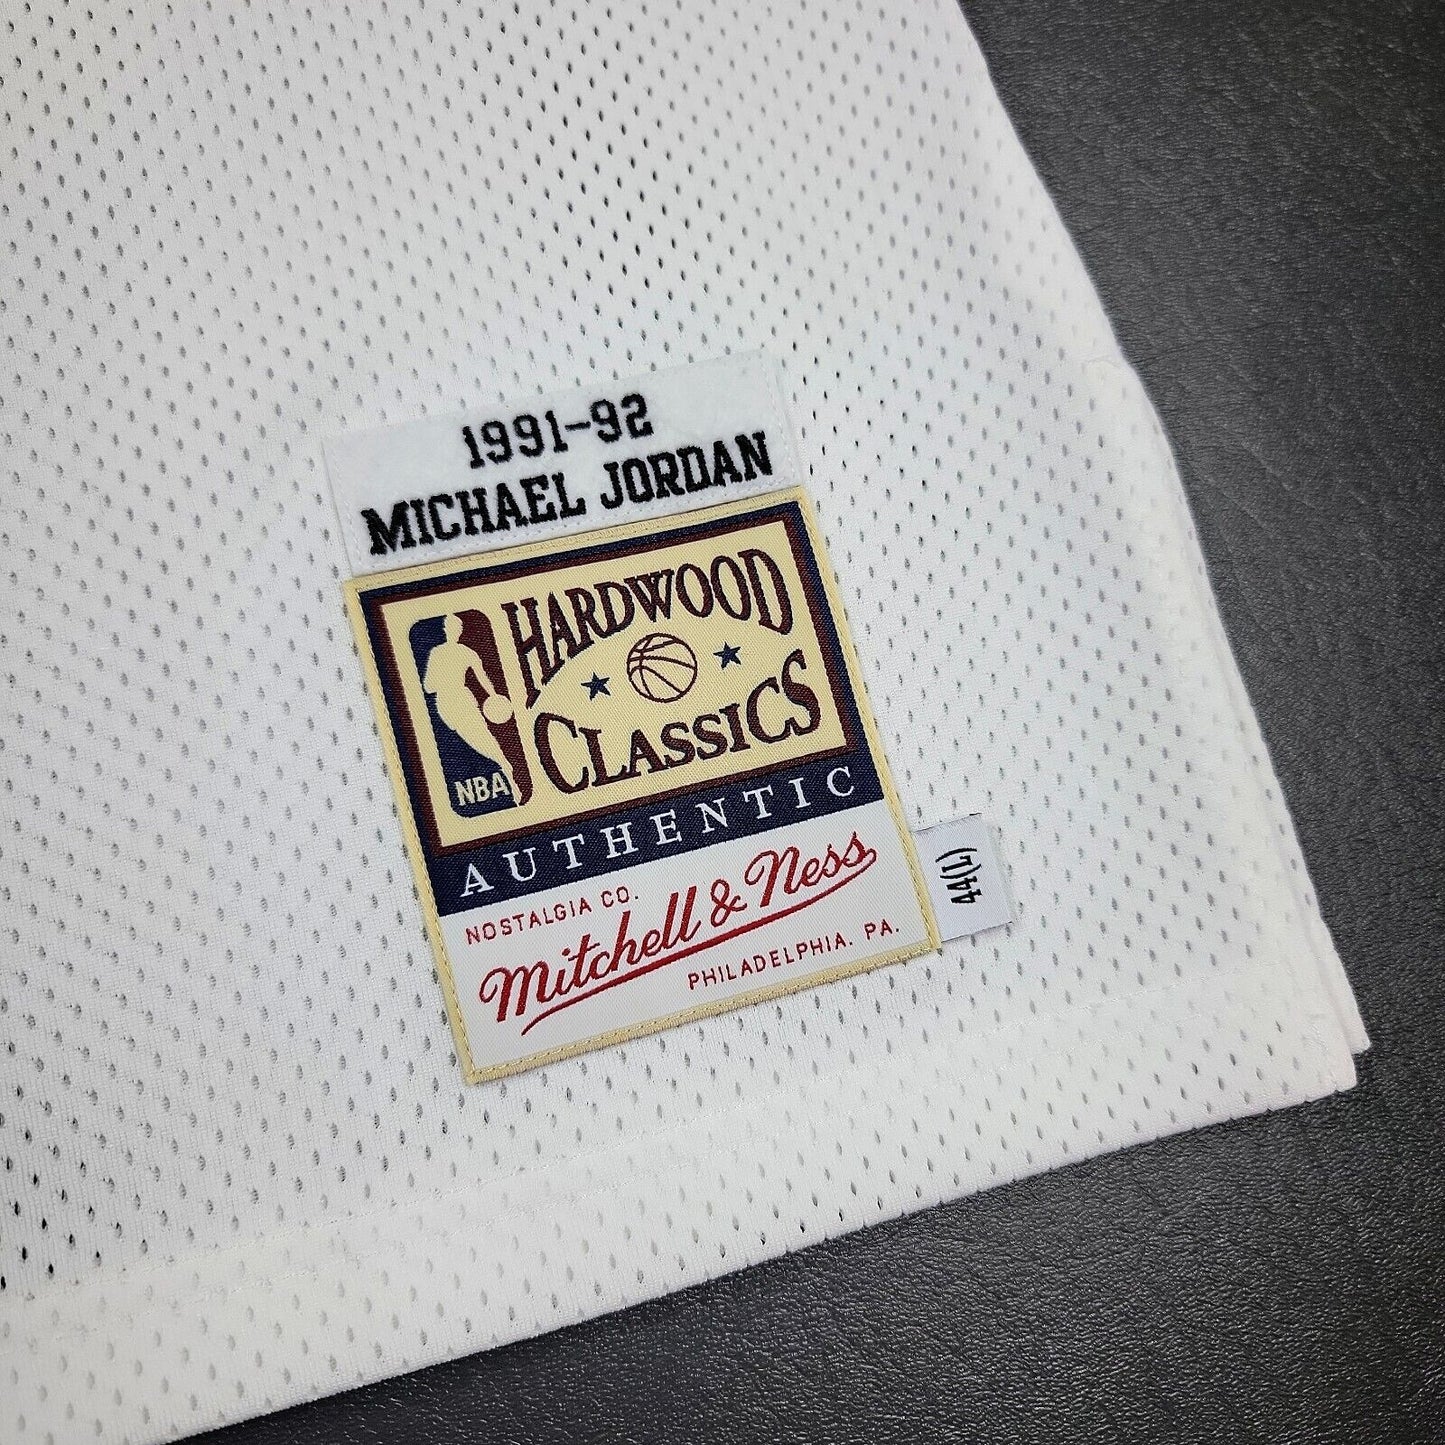 1991-92
MICHAEL JORDAN
HARDWOOD
CLASSICS
NBA
AUTHENTIC
NOSTALGIA CO.
Mitchell & Ness
PHILADELPHIA. PA.
44(L)